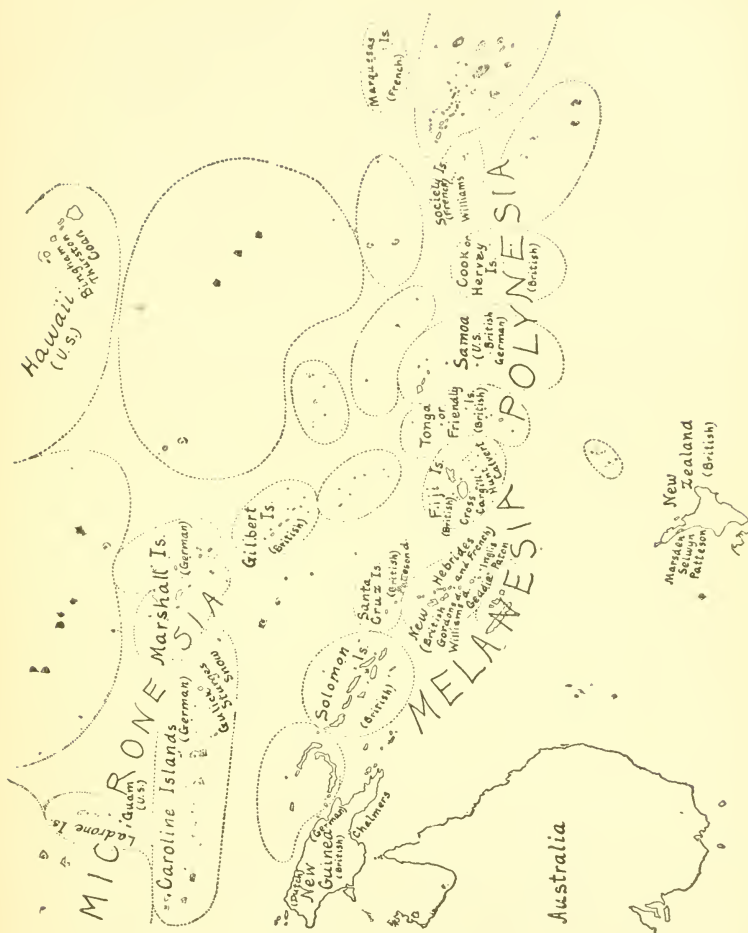 Hawaii
(U.S.)
Bingham
Thurston
Coan
Marquesas
Is.
(French)
Society Is.
(French)
Williams
Cook or
Hervey
Is.
(British)
Samoa
(U.S.
British
German)
POLYNESIA
Tonga
or
Friendly
Is.
(British)
Fiji Is.
(British)
Cross
Cargill
Hunt
Calvert
MICRONESIA
Ladrone Is.
Guam
(U.S.)
Caroline Islands
(German)
Gulick
Sturges
Snow
Marshall Is.
(German)
Gilbert
Is.
(British)
Santa
Cruz Is.
(British)
Patteson d.
Solomon
Is.
(British)
New Hebrides
(British and French)
Gordons d.
Williams d.
Inglis
Geddie
Paton
MELANESIA
(Dutch)
(German)
New
Guinea
(British)
Chalmers
Australia
New
Zealand
(British)
Marsden
Selwyn
Patteson